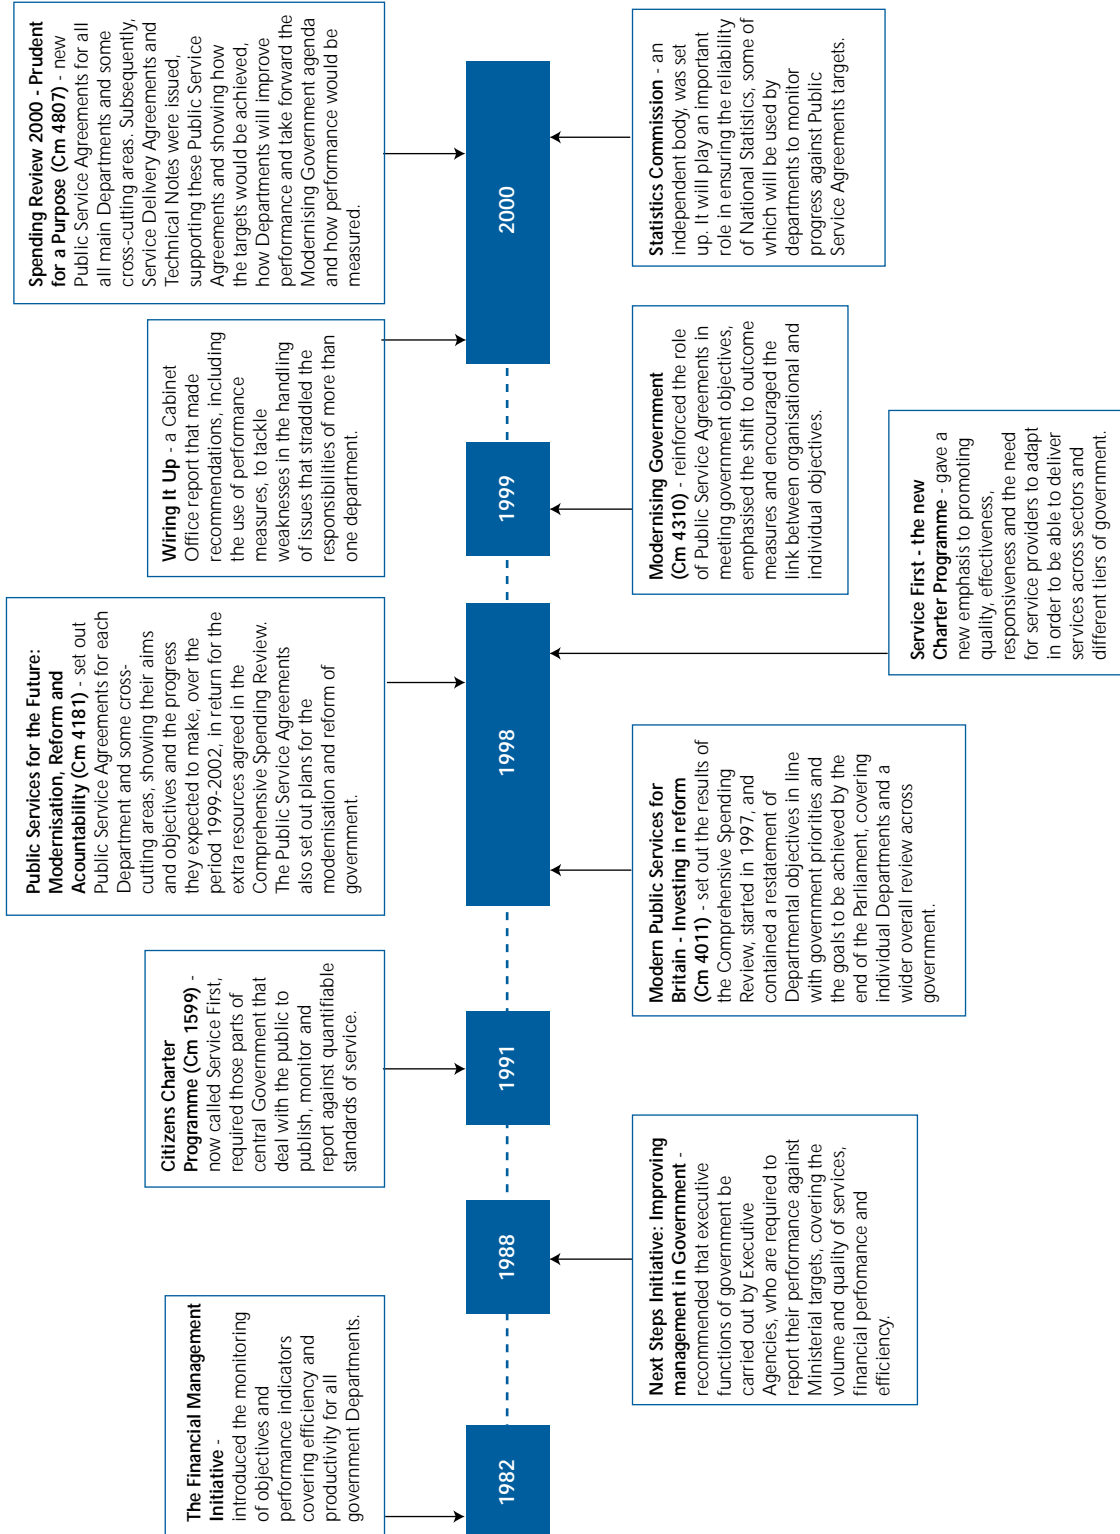 The Financial Management
Initiative -
introduced the monitoring
of objectives and
performance indicators
covering efficiency and
productivity for all
government Departments.
Citizens Charter
Programme (Cm 1599) -
now called Service First,
required those parts of
central Government that
deal with the public to
publish, monitor and
report against quantifiable
standards of service.
Public Services for the Future:
Modernisation, Reform and
Acountability (Cm 4181) - set out
Public Service Agreements for each
Department and some cross-
cutting areas, showing their aims
and objectives and the progress
they expected to make, over the
period 1999-2002, in return for the
extra resources agreed in the
Comprehensive Spending Review.
The Public Service Agreements
also set out plans for the
modernisation and reform of
government.
Wiring It Up - a Cabinet
Office report that made
recommendations, including
the use of performance
measures, to tackle
weaknesses in the handling
of issues that straddled the
responsibilities of more than
one department.
Spending Review 2000 - Prudent
for a Purpose (Cm 4807) - new
Public Service Agreements for all
all main Departments and some
cross-cutting areas. Subsequently,
Service Delivery Agreements and
Technical Notes were issued,
supporting these Public Service
Agreements and showing how
the targets would be achieved,
how Departments will improve
performance and take forward the
Modernising Government agenda
and how performance would be
measured.
1982
1988
1991
1998
1999
2000
Next Steps Initiative: Improving
management in Government -
recommended that executive
functions of government be
carried out by Executive
Agencies, who are required to
report their performance against
Ministerial targets, covering the
volume and quality of services,
financial perfomance and
efficiency.
Modern Public Services for
Britain - Investing in reform
(Cm 4011) - set out the results of
the Comprehensive Spending
Review, started in 1997, and
contained a restatement of
Departmental objectives in line
with government priorities and
the goals to be achieved by the
end of the Parliament, covering
individual Departments and a
wider overall review across
government.
Service First - the new
Charter Programme - gave a
new emphasis to promoting
quality, effectiveness,
responsiveness and the need
for service providers to adapt
in order to be able to deliver
services across sectors and
different tiers of government.
Modernising Government
(Cm 4310) - reinforced the role
of Public Service Agreements in
meeting government objectives,
emphasised the shift to outcome
measures and encouraged the
link between organisational and
individual objectives.
Statistics Commission - an
independent body, was set
up. It will play an important
role in ensuring the reliability
of National Statistics, some of
which will be used by
departments to monitor
progress against Public
Service Agreements targets.